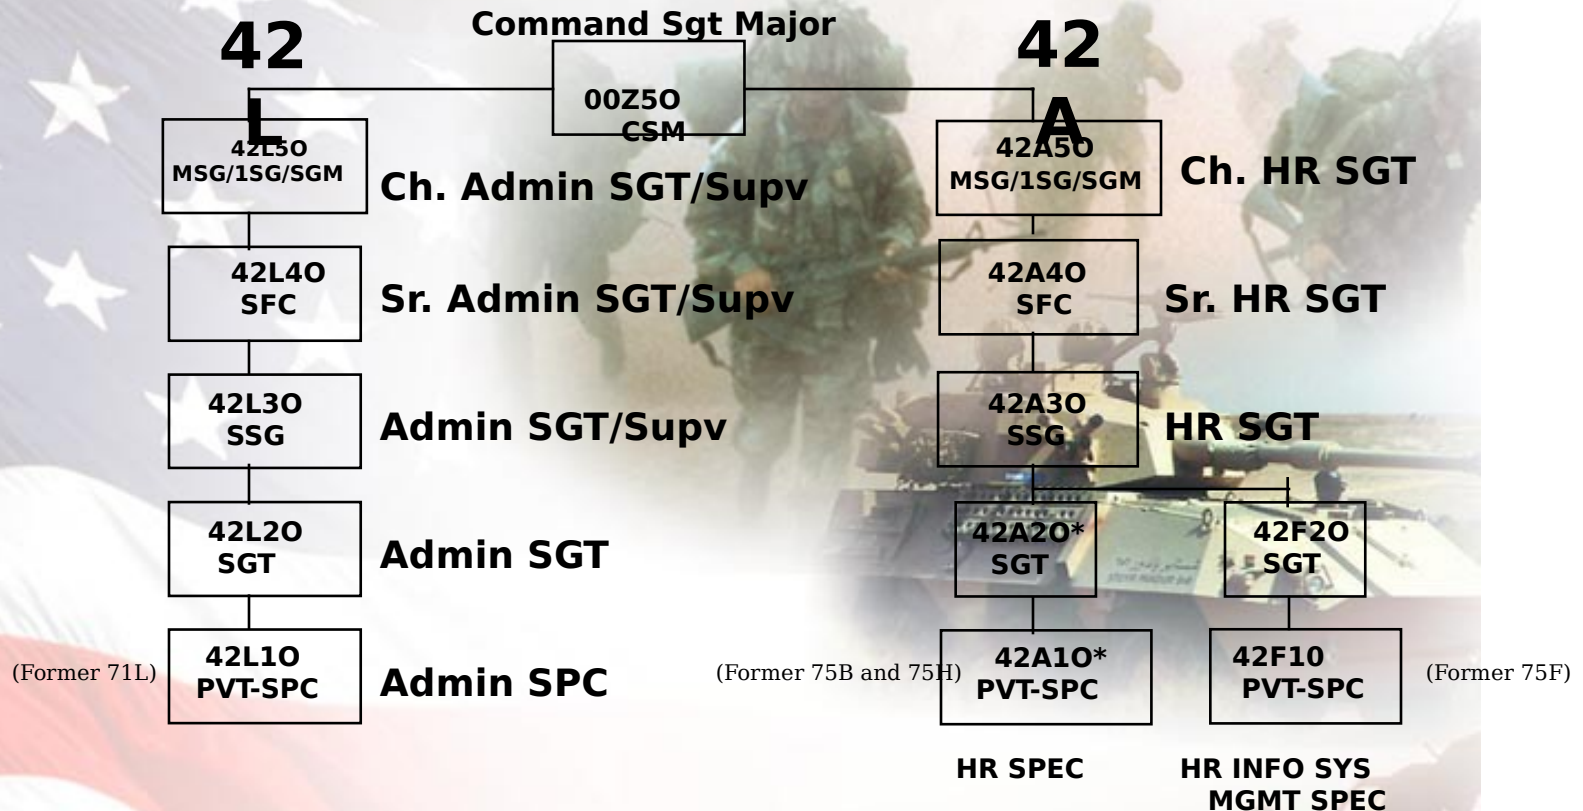 Command Sgt Major
42
L
42
A
00Z5O
CSM
42L5O
MSG/1SG/SGM
Ch. Admin SGT/Supv
42A5O
MSG/1SG/SGM
Ch. HR SGT
42L4O
SFC
Sr. Admin SGT/Supv
42A4O
SFC
Sr. HR SGT
42L3O
SSG
Admin SGT/Supv
42A3O
SSG
HR SGT
42L2O
SGT
Admin SGT
42A2O*
SGT
42F2O
SGT
(Former 71L)
42L1O
PVT-SPC
Admin SPC
(Former 75B and 75H)
42A1O*
PVT-SPC
42F10
PVT-SPC
(Former 75F)
HR SPEC
HR INFO SYS
MGMT SPEC